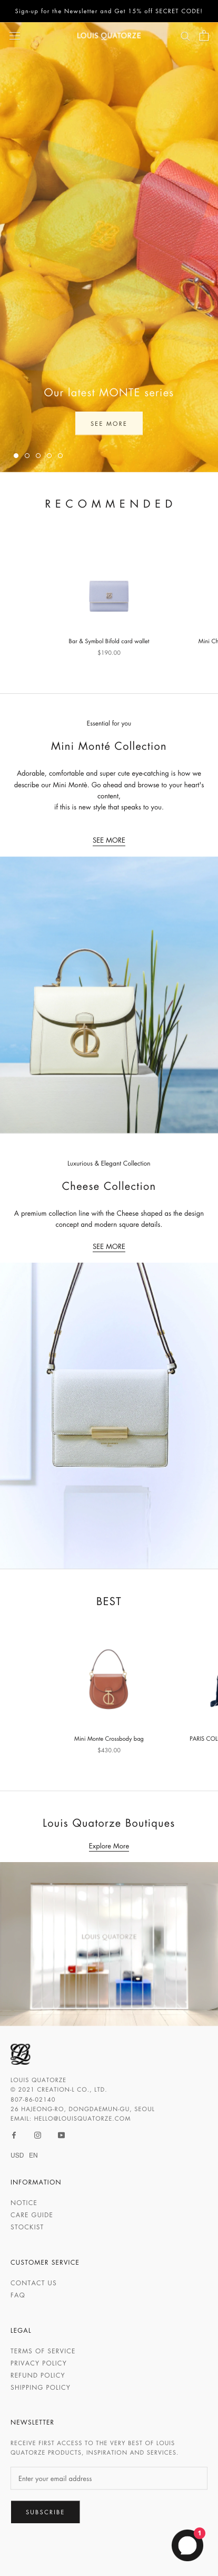 Sign-up for the Newsletter and Get 15% off SECRET CODE!
LOUIS QUATORZE
Our latest MONTE series
SEE MORE
RECOMMENDED
Bar & Symbol Bifold card wallet
$190.00
Mini Ch
Essential for you
Mini Monté Collection
Adorable, comfortable and super cute eye-catching is how we
describe our Mini Montè. Go ahead and browse to your heart's
content,
if this is new style that speaks to you.
SEE MORE
Luxurious & Elegant Collection
Cheese Collection
A premium collection line with the Cheese shaped as the design
concept and modern square details.
SEE MORE
BEST
Mini Monte Crossbody bag
$430.00
PARIS COL
Louis Quatorze Boutiques
Explore More
LOUIS QUATORZE
LOUIS QUATORZE
© 2021 CREATION-L CO., LTD.
807-86-02140
26 HAJEONG-RO, DONGDAEMUN-GU, SEOUL
EMAIL: HELLO@LOUISQUATORZE.COM
USD EN
INFORMATION
NOTICE
CARE GUIDE
STOCKIST
CUSTOMER SERVICE
CONTACT US
FAQ
LEGAL
TERMS OF SERVICE
PRIVACY POLICY
REFUND POLICY
SHIPPING POLICY
NEWSLETTER
RECEIVE FIRST ACCESS TO THE VERY BEST OF LOUIS
QUATORZE PRODUCTS, INSPIRATION AND SERVICES.
Enter your email address
SUBSCRIBE
1